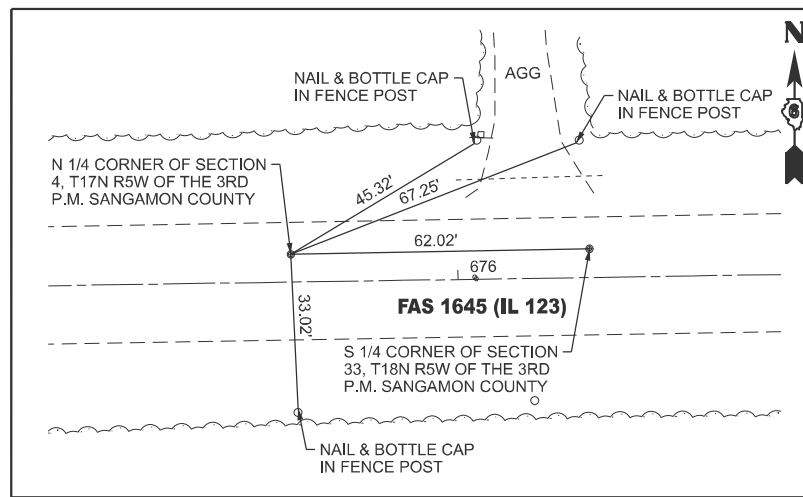 N
NAIL & BOTTLE CAP
IN FENCE POST
AGG
NAIL & BOTTLE CAP
IN FENCE POST
6
N 1/4 CORNER OF SECTION
4, T17N R5W OF THE 3RD
P.M. SANGAMON COUNTY
45.32'
67.25'
62.02'
676
33.02'
FAS 1645 (IL 123)
S 1/4 CORNER OF SECTION
33, T18N R5W OF THE 3RD
P.M. SANGAMON COUNTY
NAIL & BOTTLE CAP
IN FENCE POST